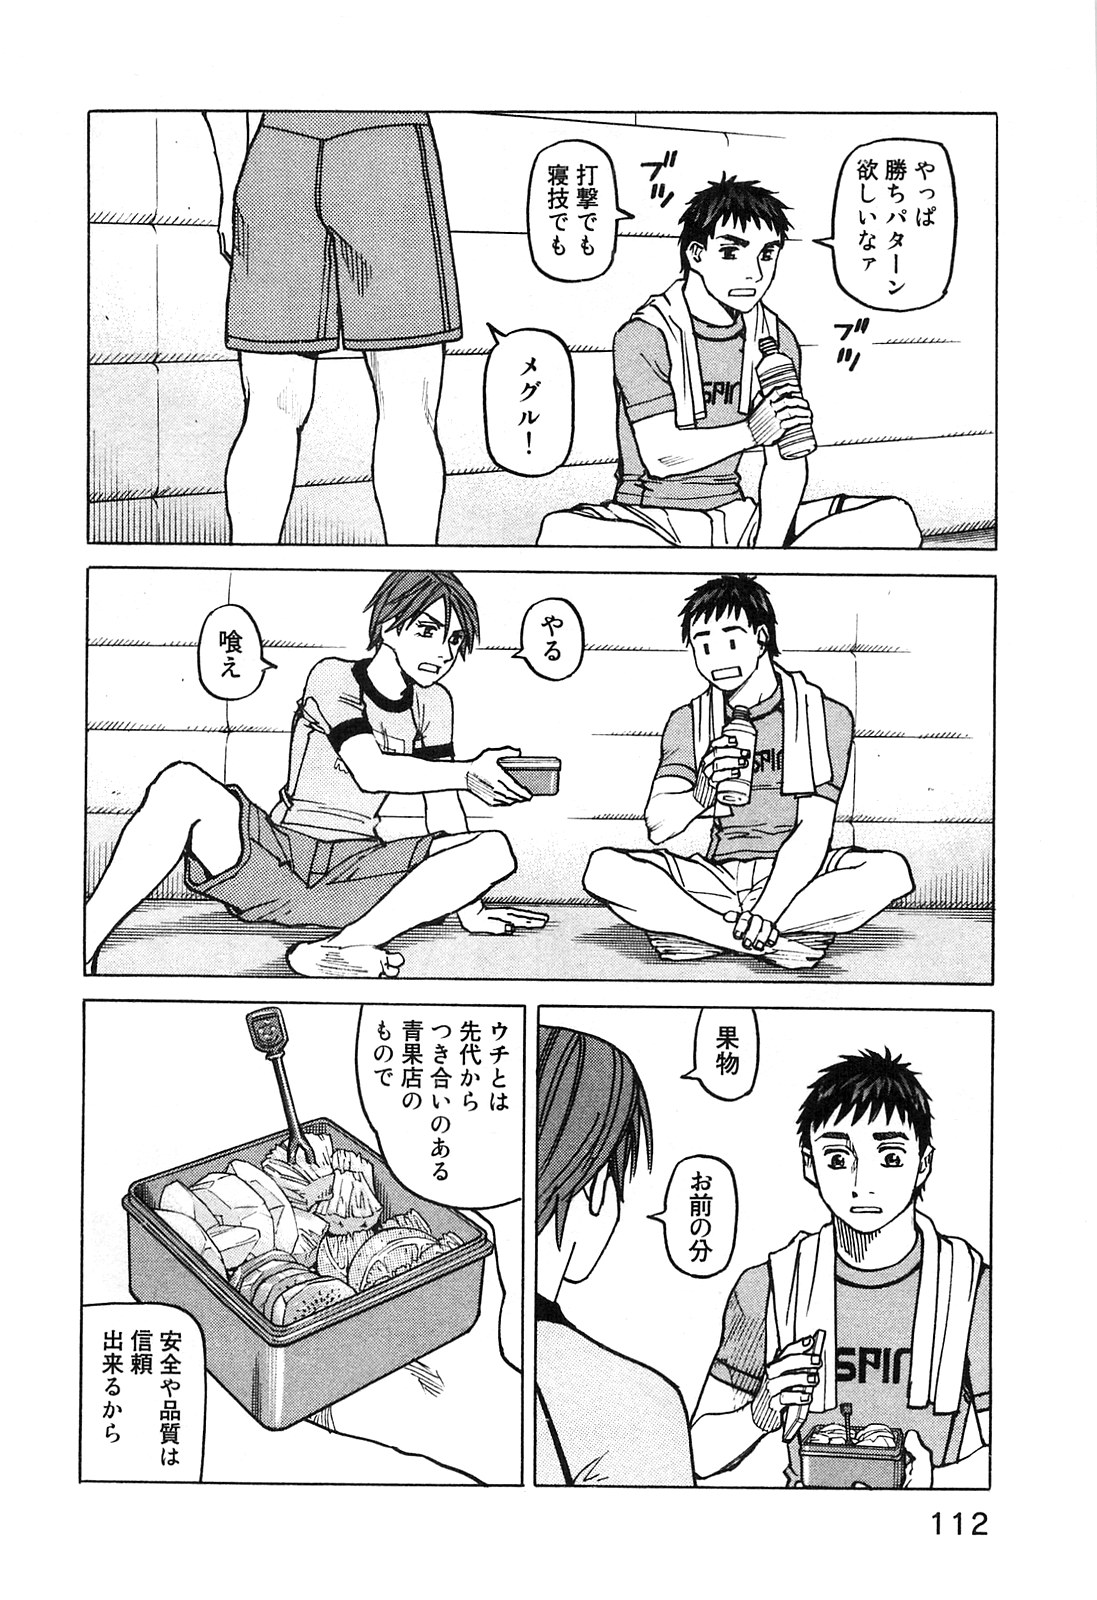 やっぱ
勝ちパターン
欲しいなァ
ブツ
ブツ
打撃でも
寝技でも
メグル！
SPIN
やる
喰え
SPIN
果物
お前の分
SPIN
ウチとは
先代から
つき合いのある
青果店の
もので
安全や品質は
信頼
出来るから
112